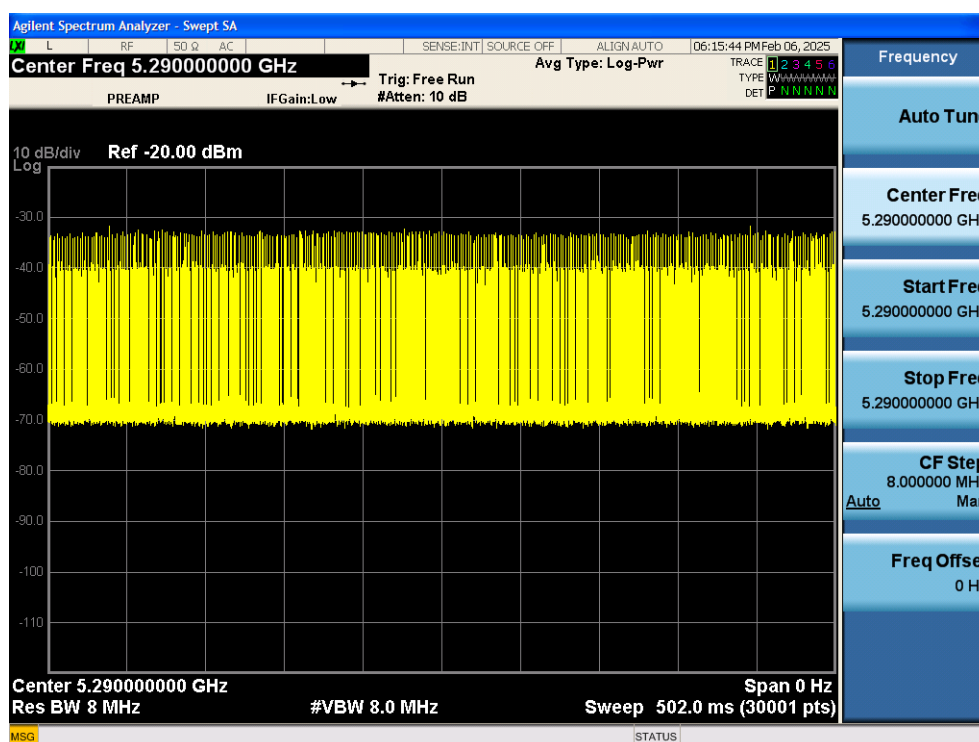 Agilent Spectrum Analyzer - Swept SA
LXI L RF 50 Ω AC SENSE:INT SOURCE OFF ALIGNAUTO 06:15:44 PM Feb 06, 2025
Center Freq 5.290000000 GHz Avg Type: Log-Pwr TRACE 1 2 3 4 5 6
Trig: Free Run TYPE WWWWWW
PREAMP IFGain:Low #Atten: 10 dB DET P N N N N N
10 dB/div Ref -20.00 dBm
Log
-30.0
-40.0
-50.0
-60.0
-70.0
-80.0
-90.0
-100
-110
Center 5.290000000 GHz Span 0 Hz
Res BW 8 MHz #VBW 8.0 MHz Sweep 502.0 ms (30001 pts)
MSG STATUS
Frequency
Auto Tun
Center Fre
5.290000000 GH
Start Fre
5.290000000 GH
Stop Fre
5.290000000 GH
CF Ste
8.000000 MH
Auto Ma
Freq Offse
0 H